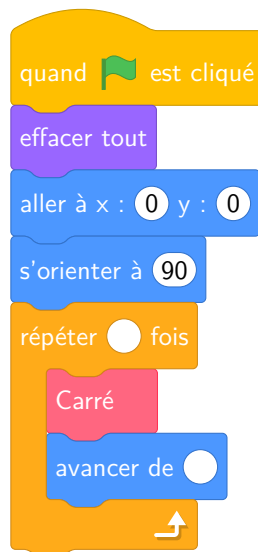 quand est cliqué
effacer tout
aller à x : 0 y : 0
s'orienter à 90
répéter fois
Carré
avancer de